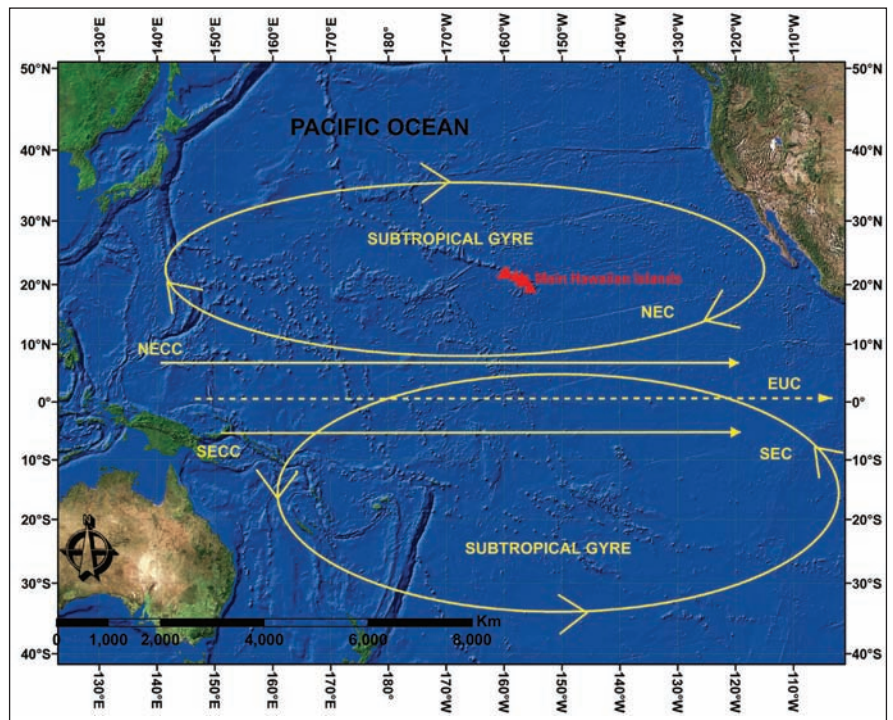 130°E 140°E 150°E 160°E 170°E 180° 170°W 160°W 150°W 140°W 130°W 120°W 110°W
50°N 50°N
PACIFIC OCEAN
40°N 40°N
30°N 30°N
SUBTROPICAL GYRE
20°N Main Hawaiian Islands 20°N
NEC
10°N NECC 10°N
EUC
0° 0°
SECC SEC
10°S 10°S
20°S 20°S
N
SUBTROPICAL GYRE
30°S 30°S
Km
0 1,000 2,000 4,000 6,000 8,000
40°S 40°S
130°E 140°E 150°E 160°E 170°E 180° 170°W 160°W 150°W 140°W 130°W 120°W 110°W